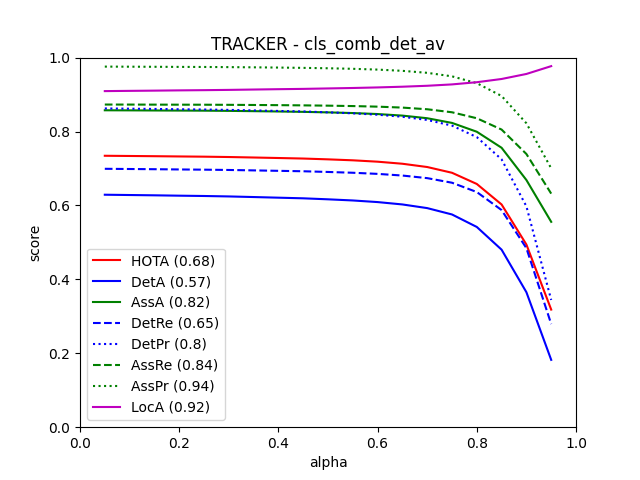 TRACKER - cls_comb_det_av
score
1.0
0.8
0.6
0.4
0.2
0.0
HOTA (0.68)
DetA (0.57)
AssA (0.82)
DetRe (0.65)
DetPr (0.8)
AssRe (0.84)
AssPr (0.94)
LocA (0.92)
0.0 0.2 0.4 0.6 0.8 1.0
alpha